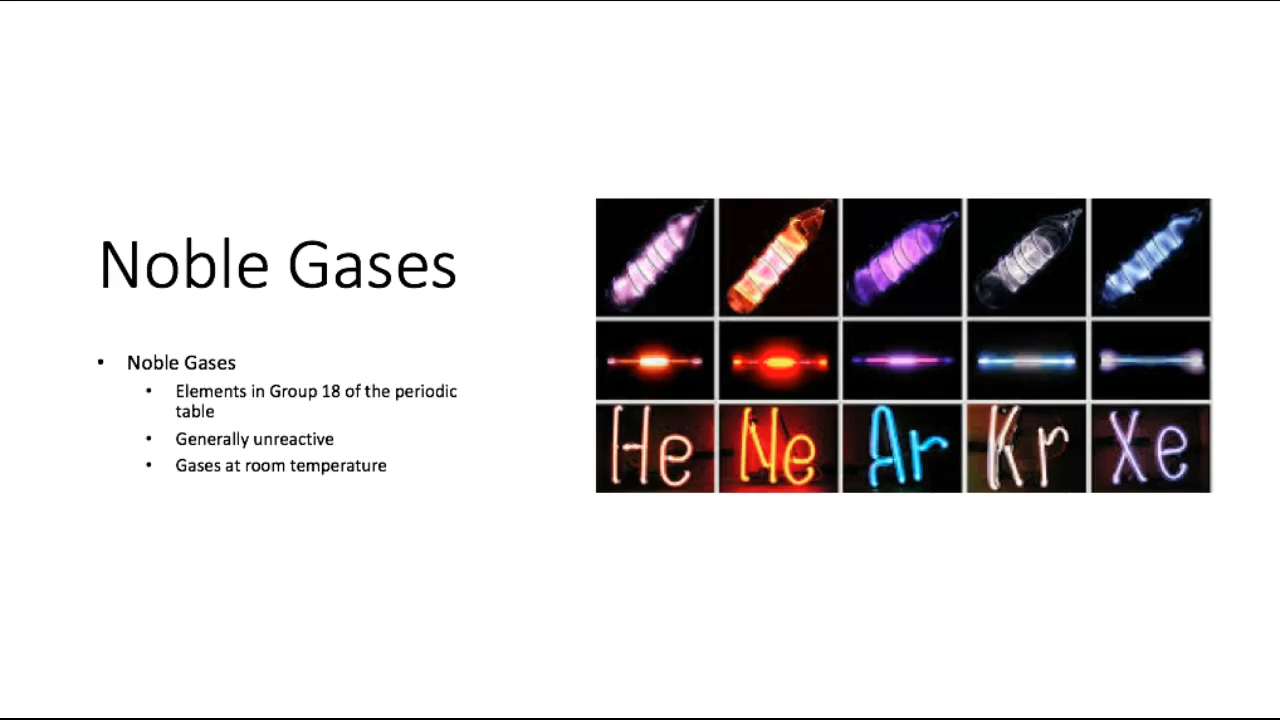 Noble Gases
• Noble Gases
• Elements in Group 18 of the periodic
table
• Generally unreactive
• Gases at room temperature
He Ne Ar Kr Xe